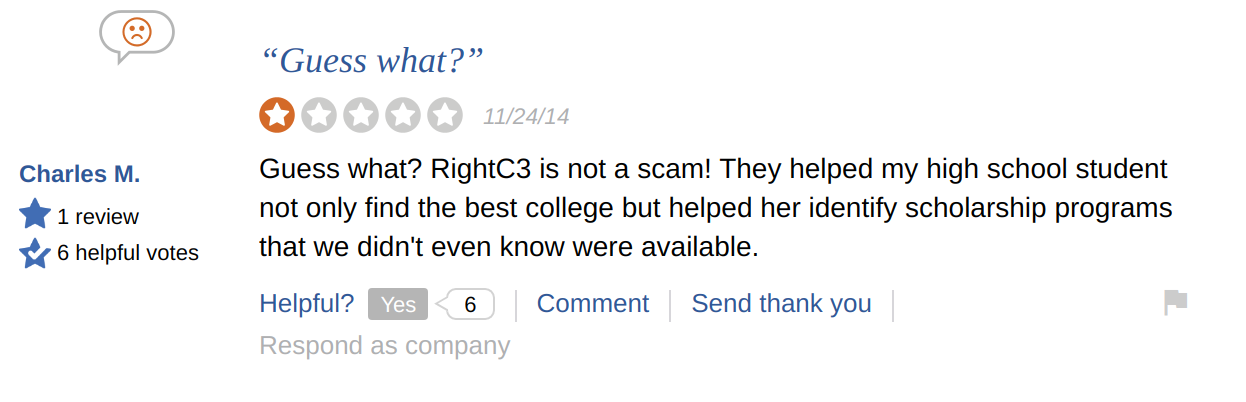 “Guess what?”
11/24/14
Charles M.
1 review
6 helpful votes
Guess what? RightC3 is not a scam! They helped my high school student
not only find the best college but helped her identify scholarship programs
that we didn't even know were available.
Helpful? Yes 6 Comment Send thank you
Respond as company